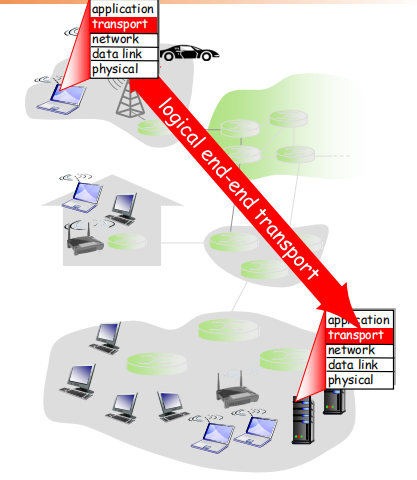 application
transport
network
data link
physical
logical end-end transport
application
transport
network
data link
physical